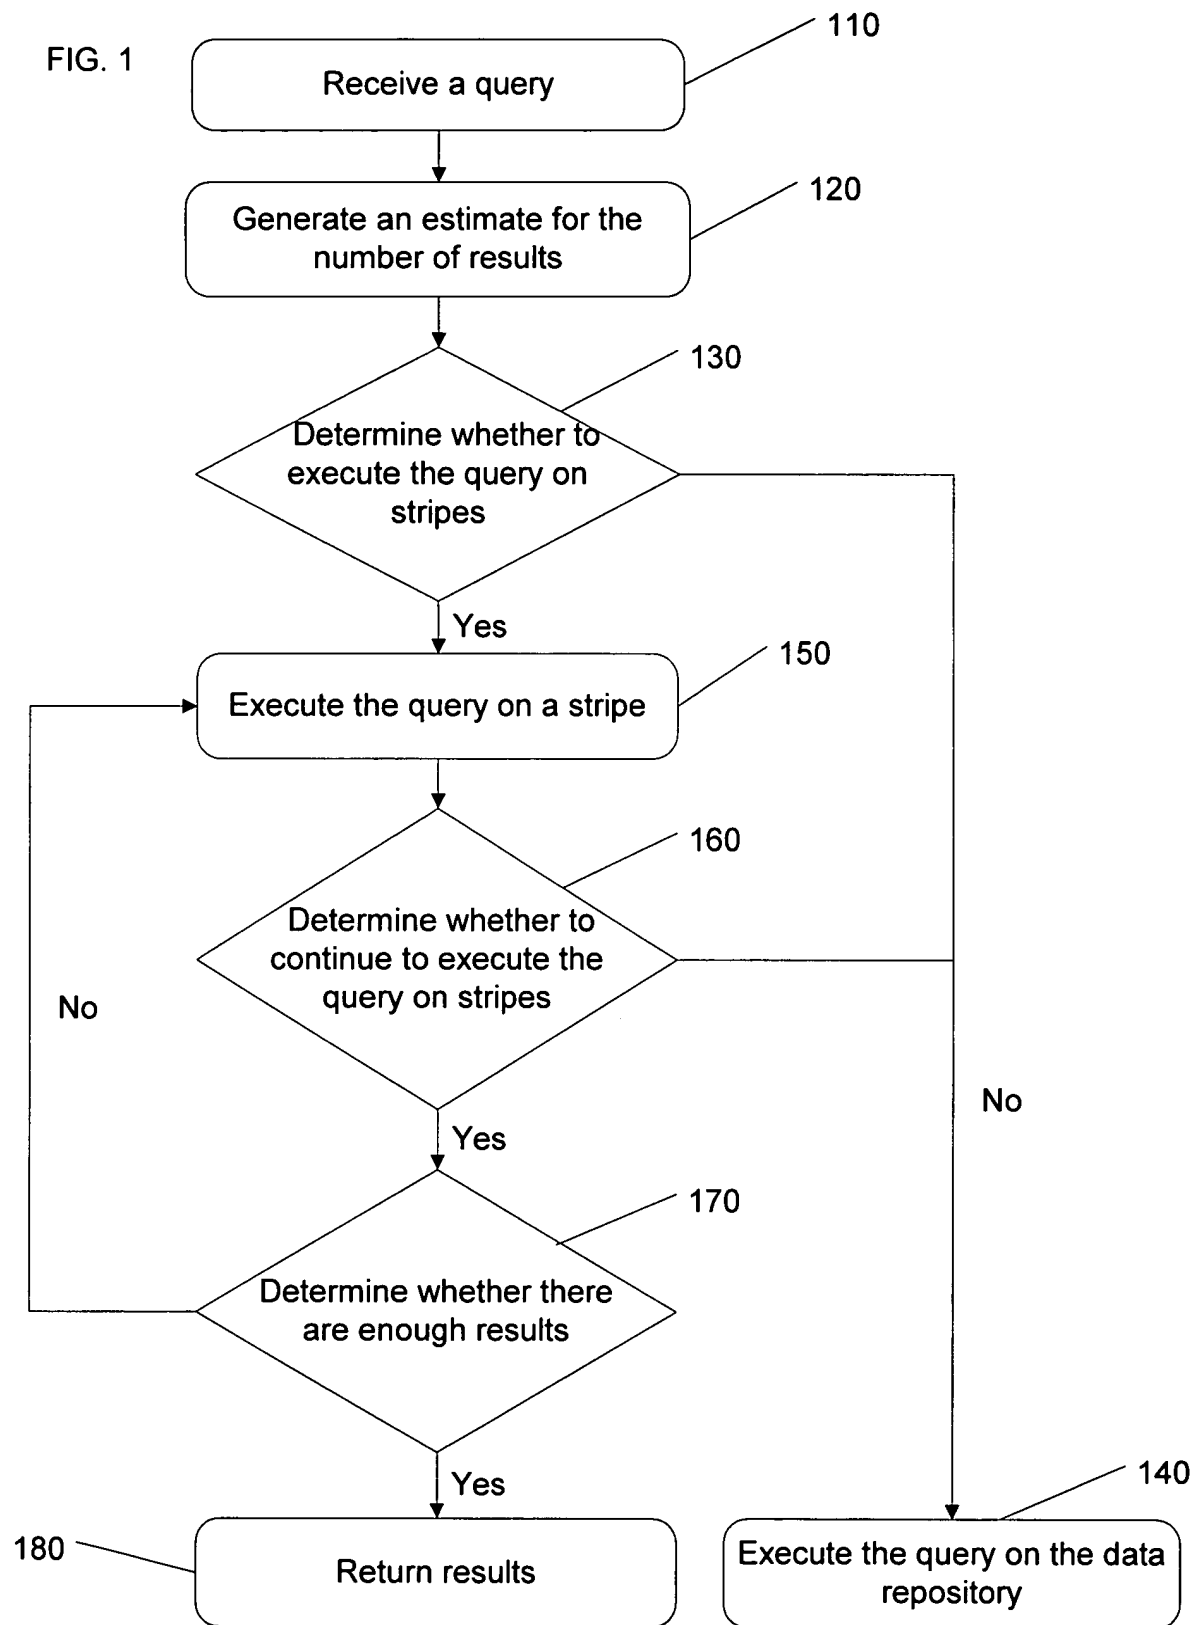 FIG. 1
110
Receive a query
120
Generate an estimate for the
number of results
130
Determine whether to
execute the query on
stripes
Yes
150
Execute the query on a stripe
160
Determine whether to
continue to execute the
query on stripes
No
No
Yes
170
Determine whether there
are enough results
Yes
140
180
Return results
Execute the query on the data
repository